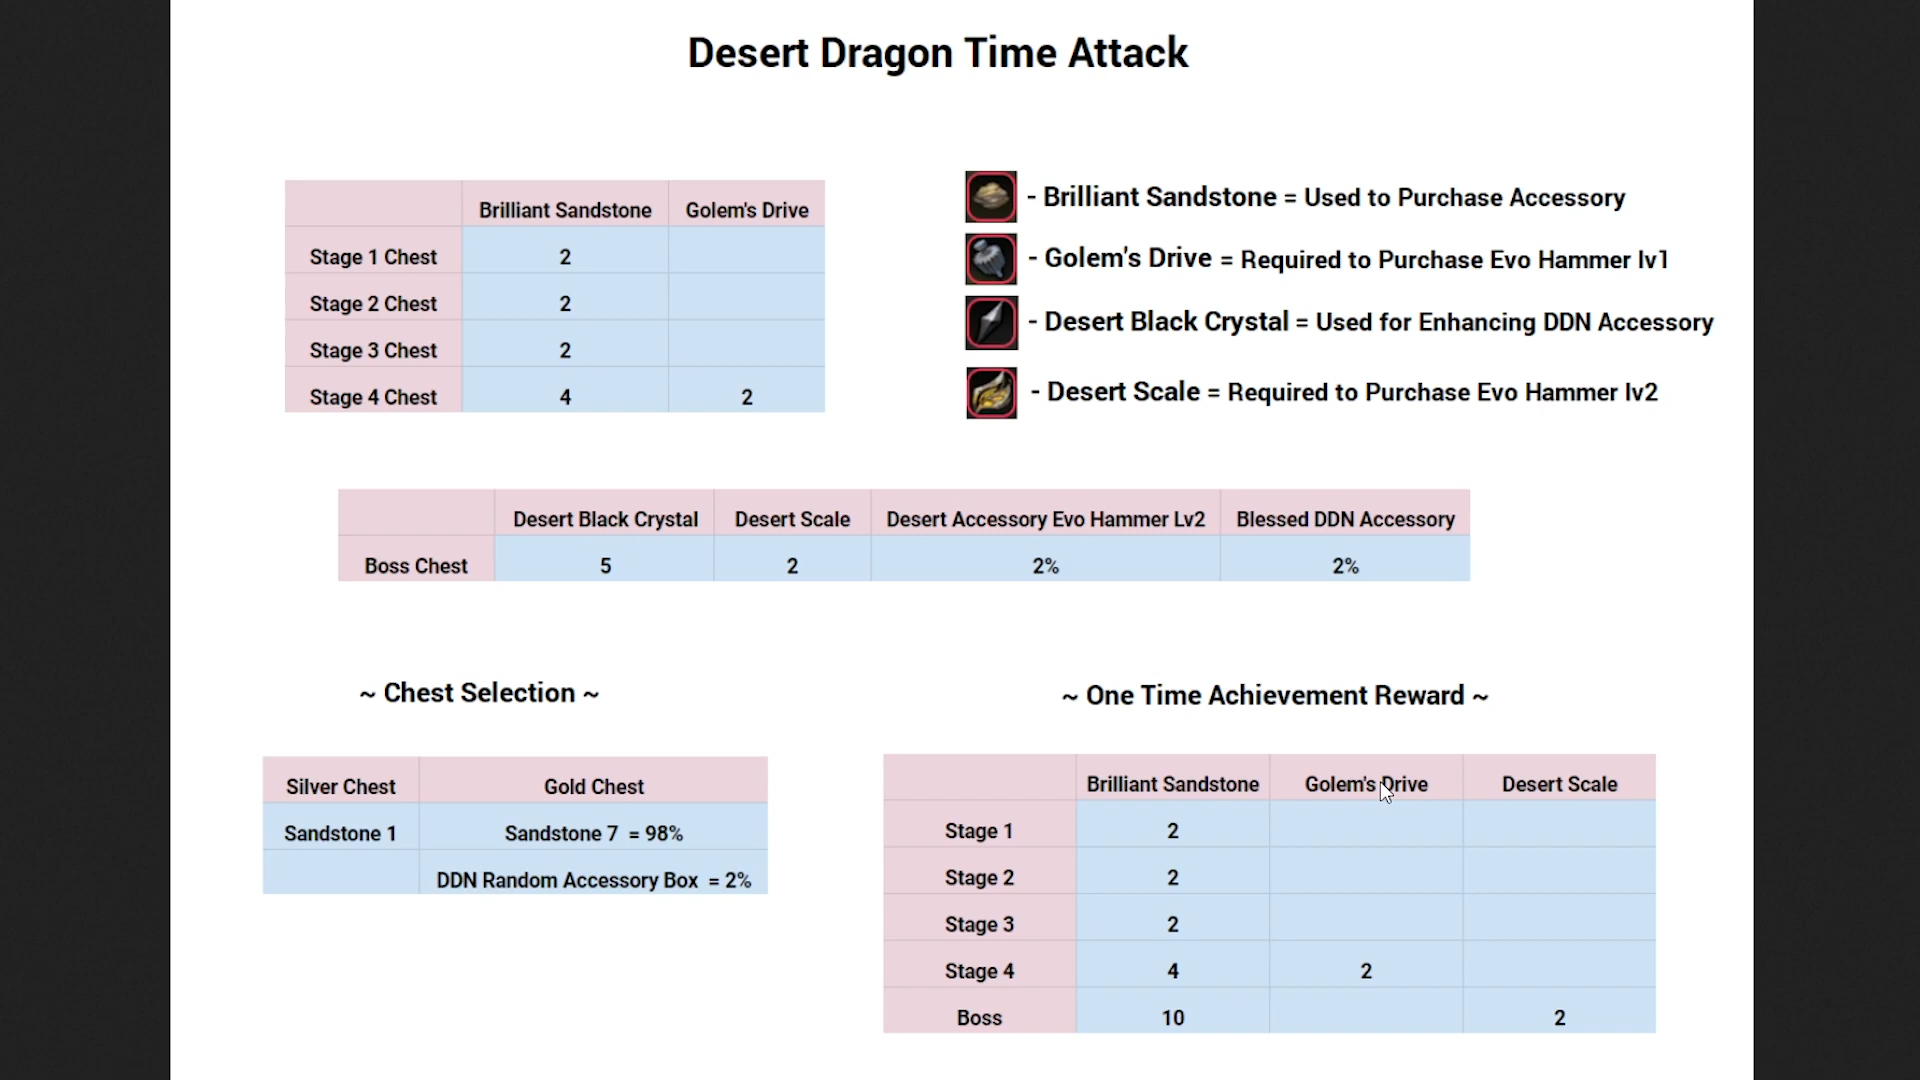 Desert Dragon Time Attack
Brilliant Sandstone Golem's Drive
Stage 1 Chest 2
Stage 2 Chest 2
Stage 3 Chest 2
Stage 4 Chest 4 2
- Brilliant Sandstone = Used to Purchase Accessory
- Golem's Drive = Required to Purchase Evo Hammer lv1
- Desert Black Crystal = Used for Enhancing DDN Accessory
- Desert Scale = Required to Purchase Evo Hammer lv2
Desert Black Crystal Desert Scale Desert Accessory Evo Hammer Lv2 Blessed DDN Accessory
Boss Chest 5 2 2% 2%
~ Chest Selection ~
Silver Chest Gold Chest
Sandstone 1 Sandstone 7 = 98%
DDN Random Accessory Box = 2%
~ One Time Achievement Reward ~
Brilliant Sandstone Golem's Drive Desert Scale
Stage 1 2
Stage 2 2
Stage 3 2
Stage 4 4 2
Boss 10 2